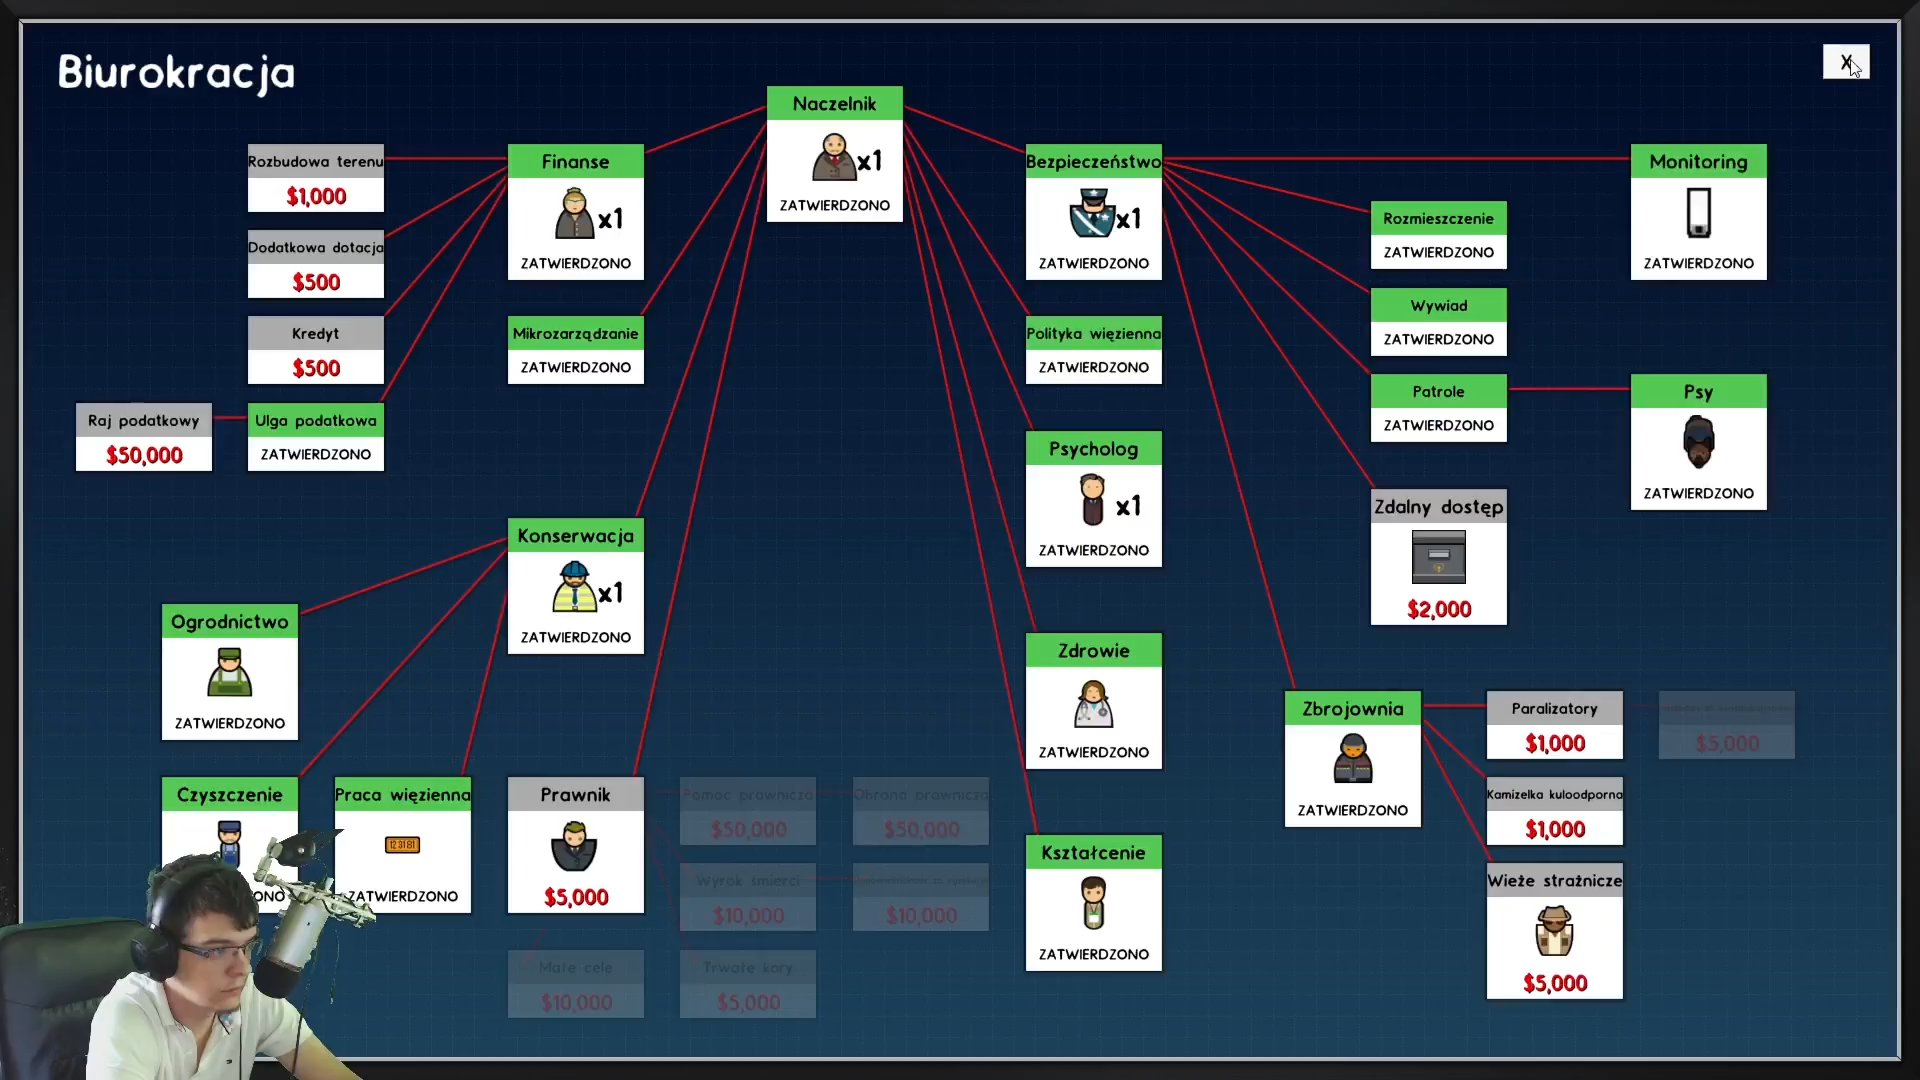 Biurokracja
X
Naczelnik
x1
ZATWIERDZONO
Rozbudowa terenu
$1,000
Finanse
x1
ZATWIERDZONO
Bezpieczeństwo
x1
ZATWIERDZONO
Monitoring
ZATWIERDZONO
Rozmieszczenie
ZATWIERDZONO
Dodatkowa dotacja
$500
Wywiad
ZATWIERDZONO
Kredyt
$500
Mikrozarządzanie
ZATWIERDZONO
Polityka więzienna
ZATWIERDZONO
Patrole
ZATWIERDZONO
Psy
ZATWIERDZONO
Raj podatkowy
$50,000
Ulga podatkowa
ZATWIERDZONO
Psycholog
x1
ZATWIERDZONO
Zdalny dostęp
$2,000
Konserwacja
x1
ZATWIERDZONO
Ogrodnictwo
ZATWIERDZONO
Zdrowie
ZATWIERDZONO
Zbrojownia
ZATWIERDZONO
Paralizatory
$1,000
$5,000
Czyszczenie
ONO
Praca więzienna
123181
ZATWIERDZONO
Prawnik
$5,000
Pomoc prawnicza
$50,000
Obrona prawnicza
$50,000
Kamizelka kuloodporna
$1,000
Kształcenie
ZATWIERDZONO
Wyrok śmierci
$10,000
$10,000
Wieże strażnicze
$5,000
Małe cele
$10,000
Trwałe kary
$5,000